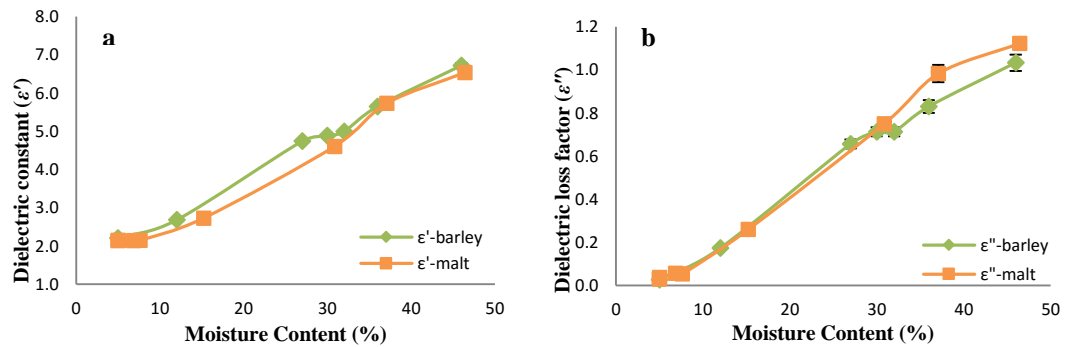 a
Dielectric constant (ε′)
8.0
7.0
6.0
5.0
4.0
3.0
2.0
1.0
0
10
20
30
40
50
Moisture Content (%)
ε'-barley
ε'-malt
b
Dielectric loss factor (ε″)
1.2
1.0
0.8
0.6
0.4
0.2
0.0
0
10
20
30
40
50
Moisture Content (%)
ε"-barley
ε"-malt